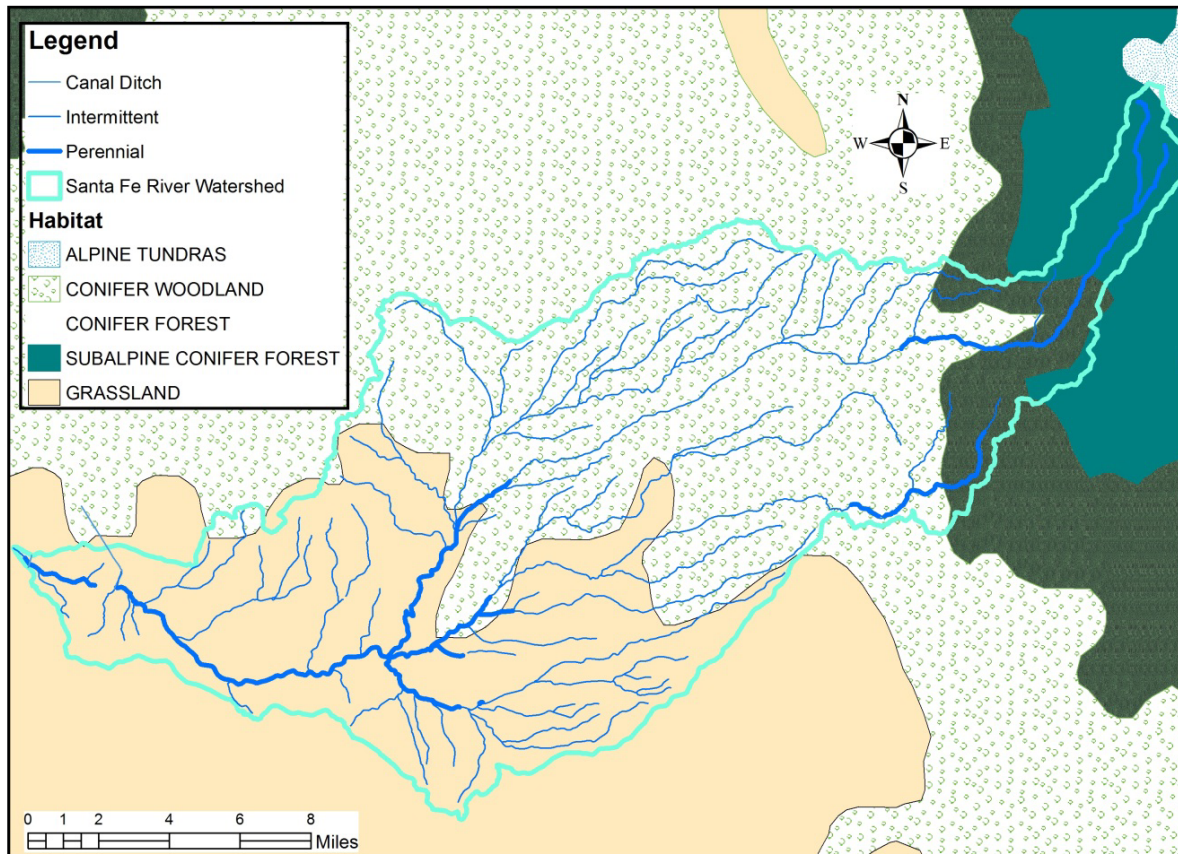 Legend
Canal Ditch
Intermittent
Perennial
Santa Fe River Watershed
Habitat
ALPINE TUNDRAS
CONIFER WOODLAND
CONIFER FOREST
SUBALPINE CONIFER FOREST
GRASSLAND
N
W E
S
0 1 2 4 6 8
Miles